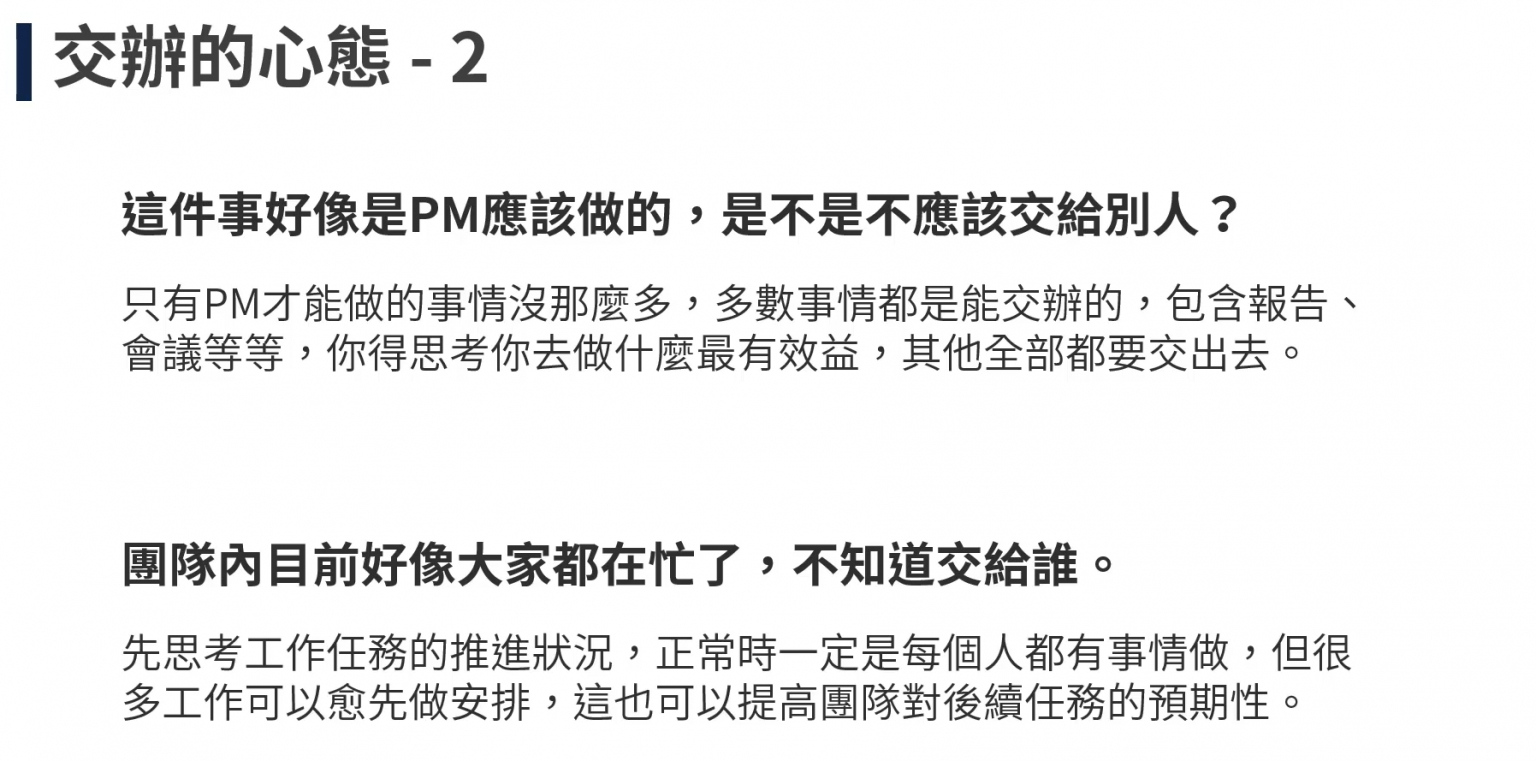 交辦的心態 - 2
這件事好像是PM應該做的，是不是不應該交給別人？
只有PM才能做的事情沒那麼多，多數事情都是能交辦的，包含報告、
會議等等，你得思考你去做什麼最有效益，其他全部都要交出去。
團隊內目前好像大家都在忙了，不知道交給誰。
先思考工作任務的推進狀況，正常時一定是每個人都有事情做，但很
多工作可以愈先做安排，這也可以提高團隊對後續任務的預期性。